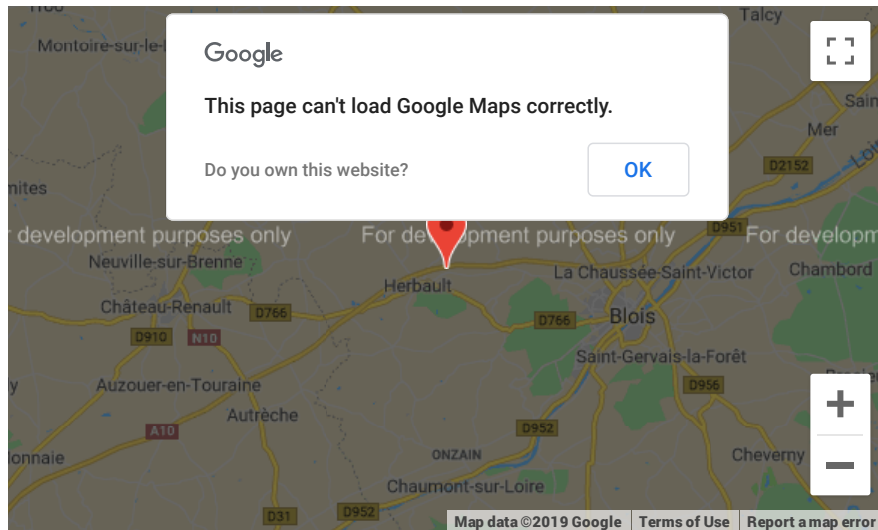 Talcy
Montoire-sur-le-
Google
This page can't load Google Maps correctly.
Do you own this website?
OK
Mer
D2152
D951
r development purposes only
For development purposes only
For developm
Neuville-sur-Brenne
La Chaussée-Saint-Victor
Chambord
Herbault
Château-Renault
D766
D766
Blois
D910
N10
Saint-Gervais-la-Forêt
Auzouer-en-Touraine
D956
Autrèche
A10
D952
onnaie
ONZAIN
Cheverny
Chaumont-sur-Loire
D31
D952
Map data ©2019 Google
Terms of Use
Report a map error